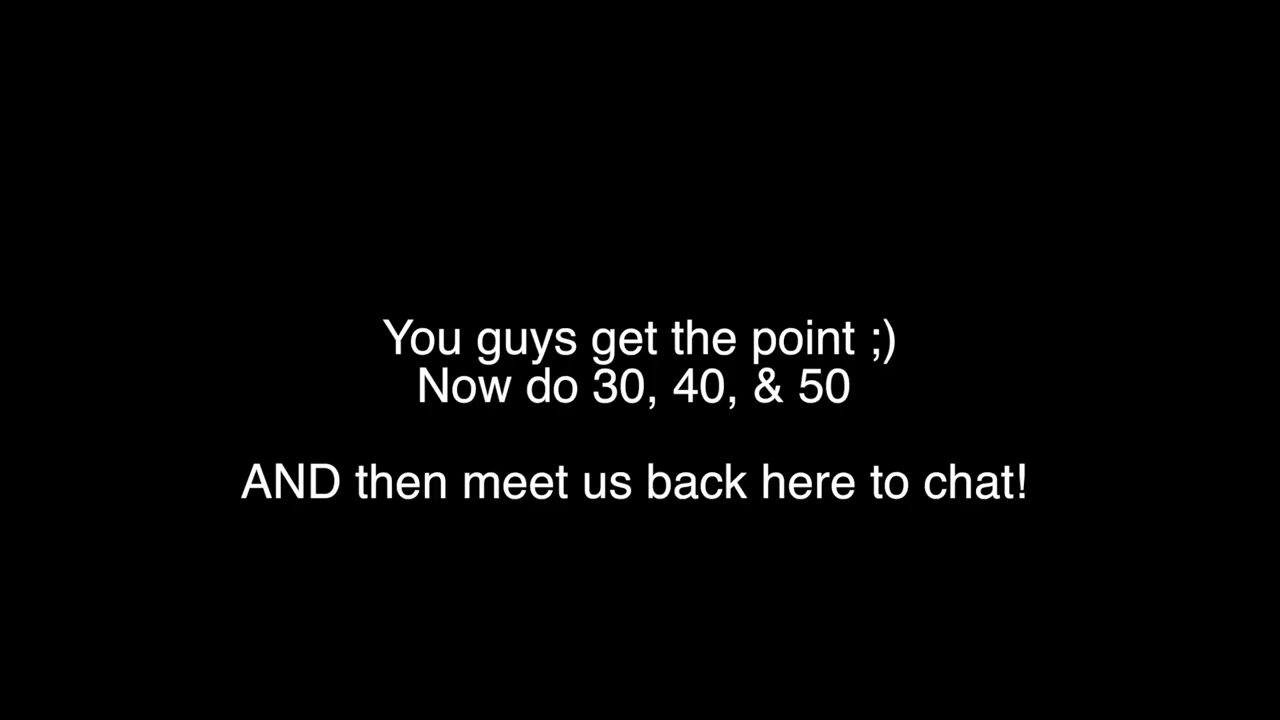 You guys get the point ;)
Now do 30, 40, & 50
AND then meet us back here to chat!